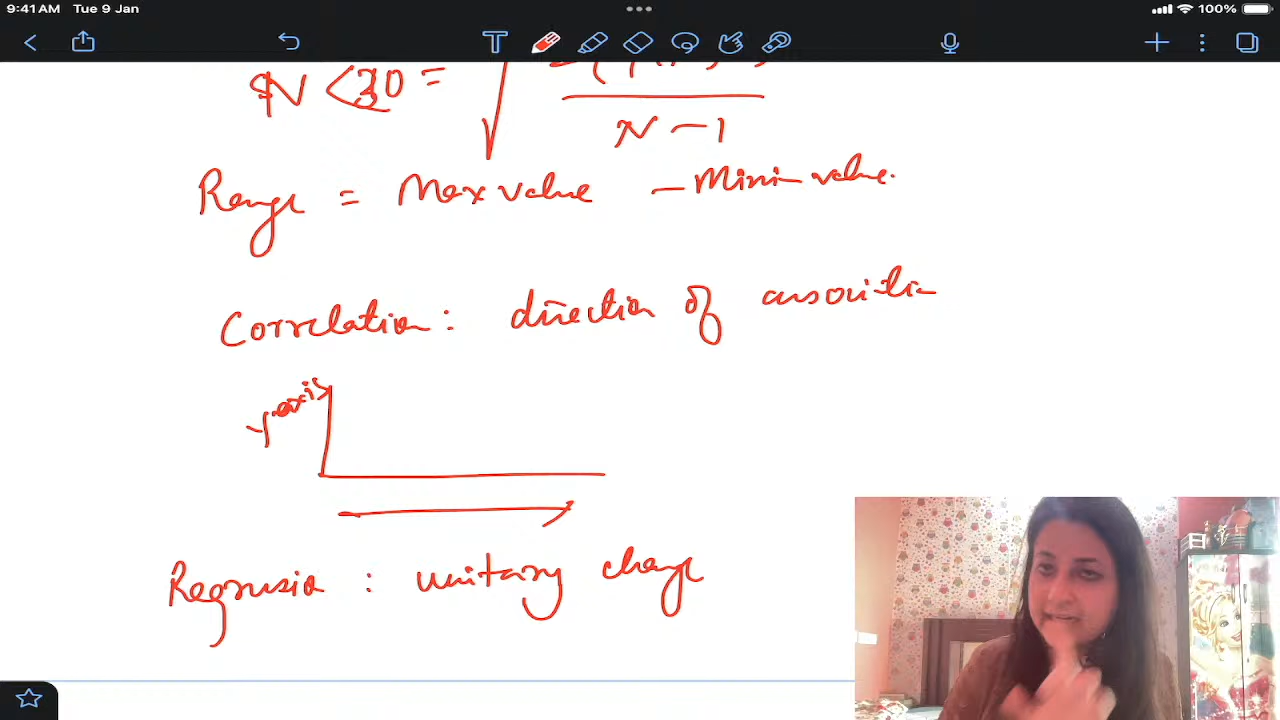 9:41 AM Tue 9 Jan 100%
N < 30 =
N - 1
Range = Max value - Mini value.
Correlation: direction of association
Y-axis
Regression : unitary change